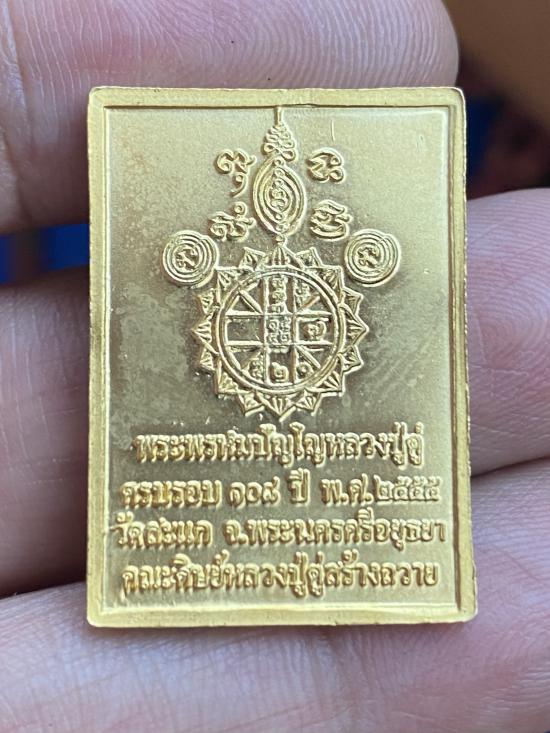 พระพรหมปัญโญหลวงปู่ดู่
ครบรอบ ๑๐๘ ปี พ.ศ.๒๕๕๕
วัดสะแก จ.พระนครศรีอยุธยา
คณะศิษย์หลวงปู่ดู่สร้างถวาย